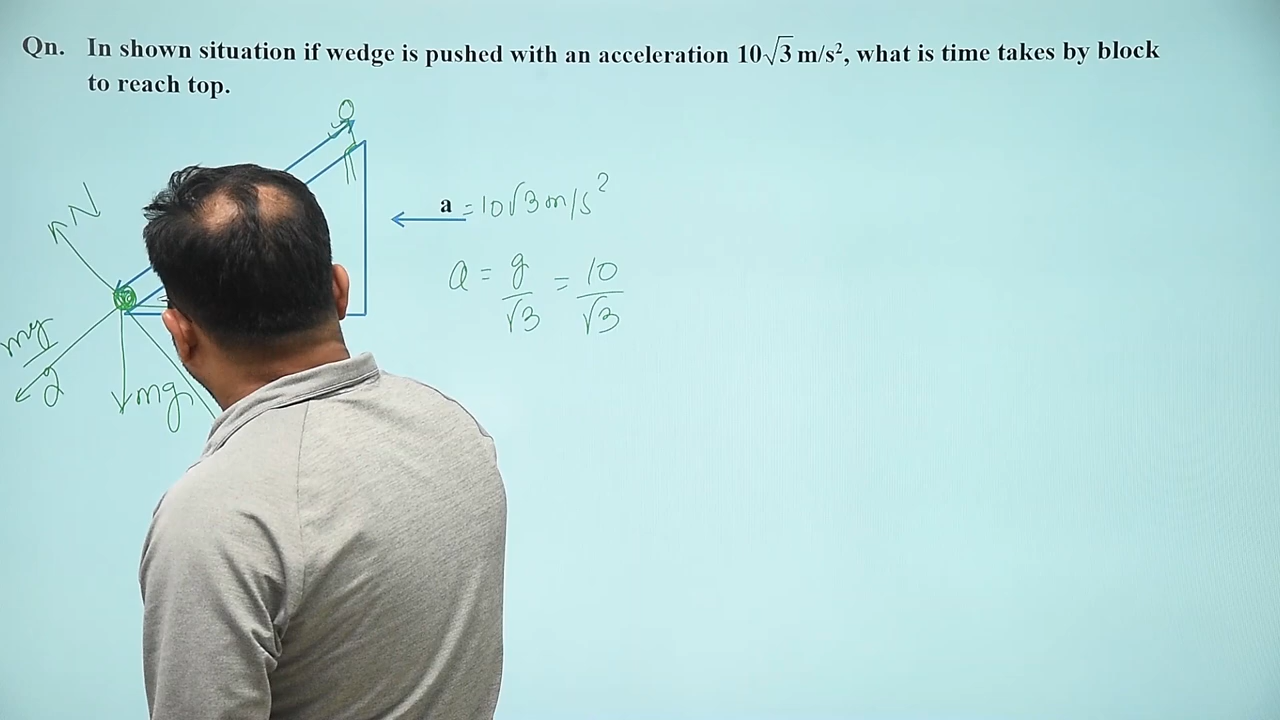 Qn. In shown situation if wedge is pushed with an acceleration 10√3 m/s², what is time takes by block
to reach top.
a = 10√3 m/s²
N
a = g/√3 = 10/√3
mg/2
mg